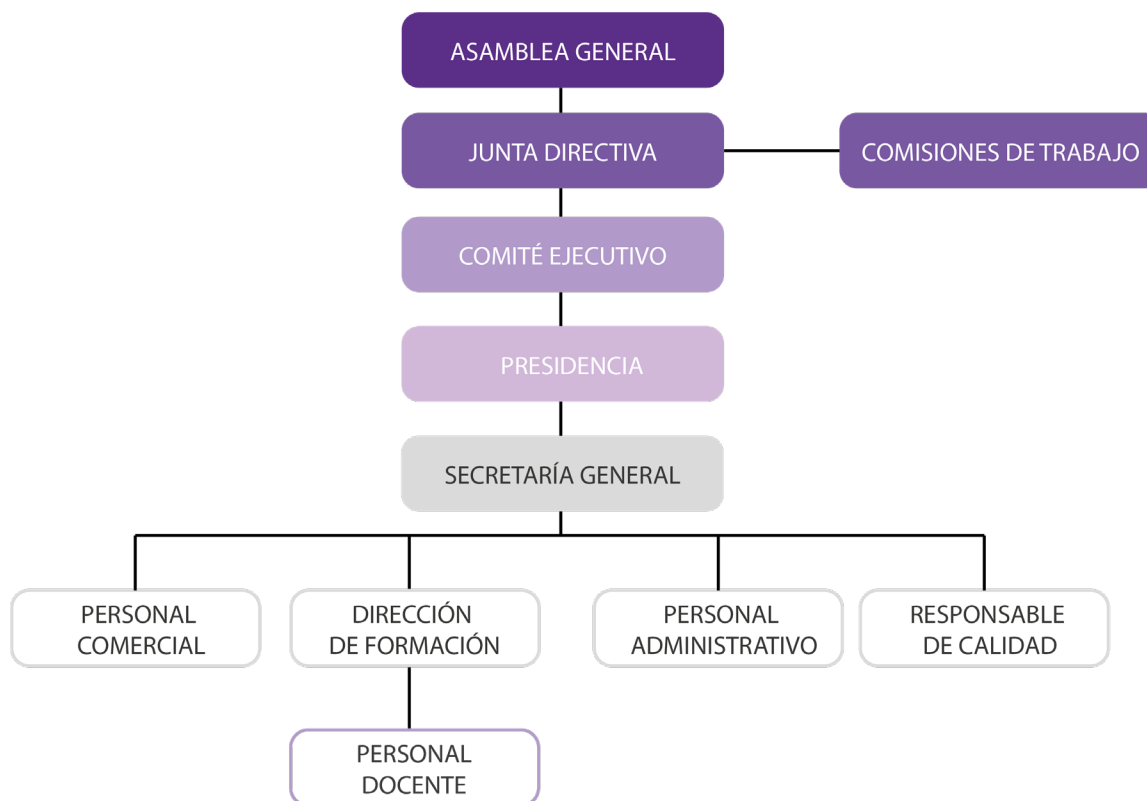 ASAMBLEA GENERAL
JUNTA DIRECTIVA
COMISIONES DE TRABAJO
COMITÉ EJECUTIVO
PRESIDENCIA
SECRETARÍA GENERAL
PERSONAL
COMERCIAL
DIRECCIÓN
DE FORMACIÓN
PERSONAL
ADMINISTRATIVO
RESPONSABLE
DE CALIDAD
PERSONAL
DOCENTE